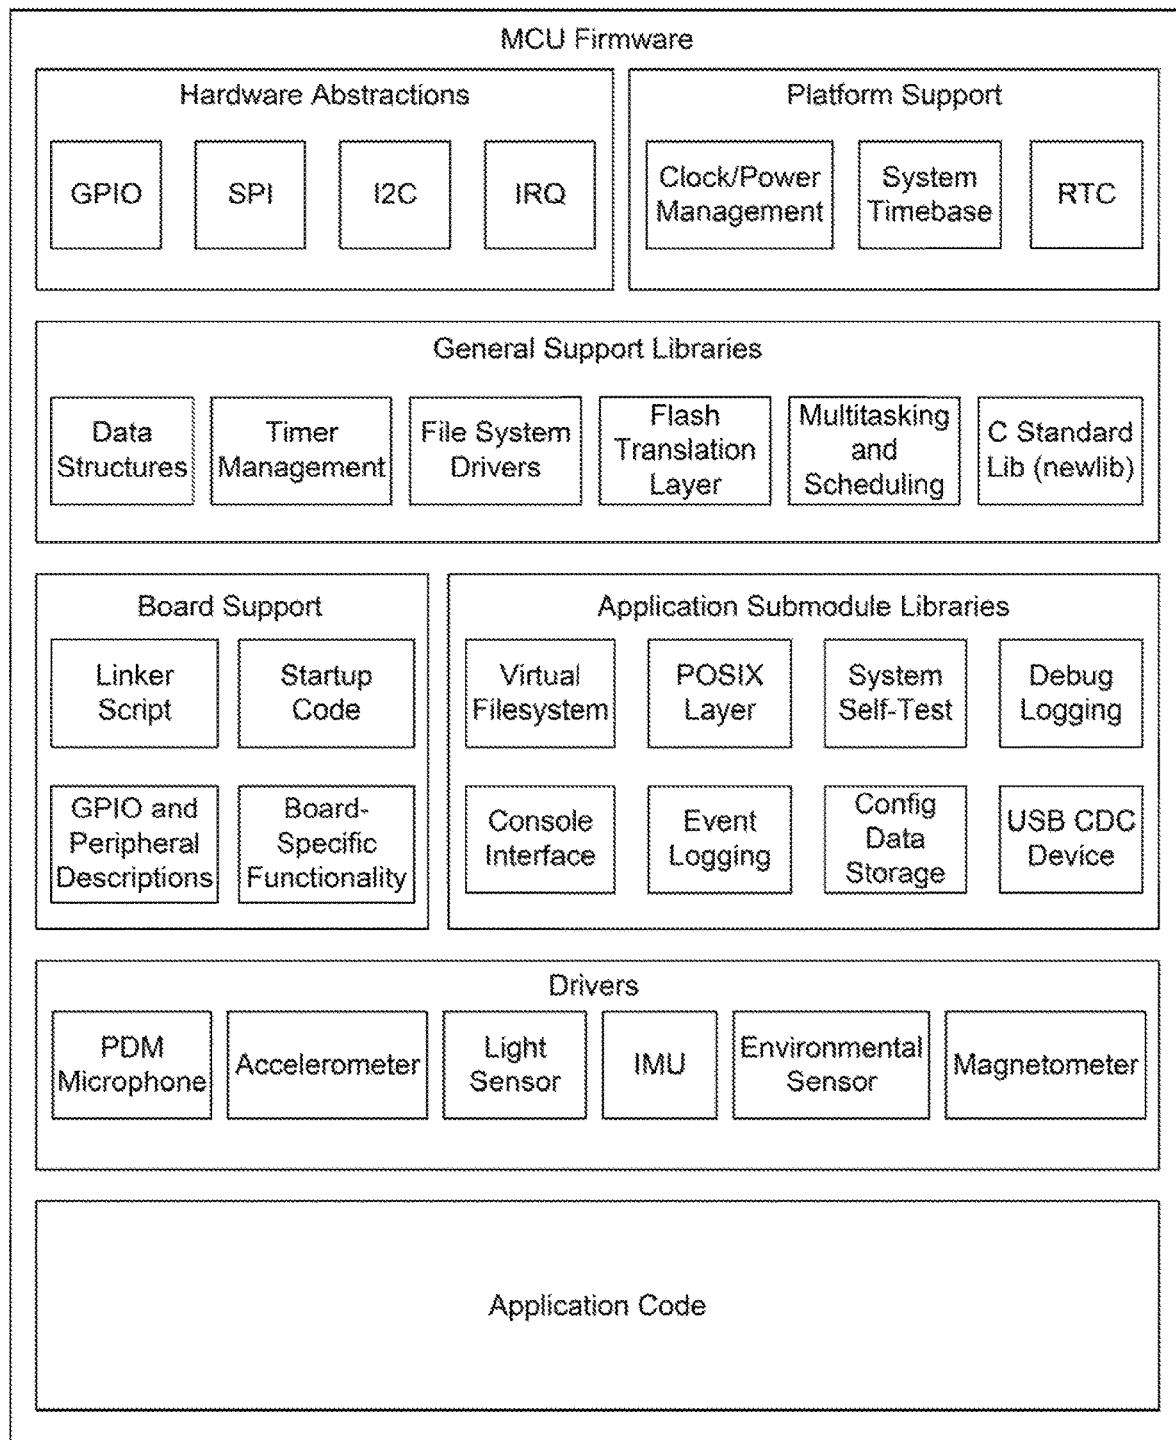 MCU Firmware
Hardware Abstractions
GPIO
SPI
I2C
IRQ
Platform Support
Clock/Power
Management
System
Timebase
RTC
General Support Libraries
Data
Structures
Timer
Management
File System
Drivers
Flash
Translation
Layer
Multitasking
and
Scheduling
C Standard
Lib (newlib)
Board Support
Linker
Script
Startup
Code
GPIO and
Peripheral
Descriptions
Board-
Specific
Functionality
Application Submodule Libraries
Virtual
Filesystem
POSIX
Layer
System
Self-Test
Debug
Logging
Console
Interface
Event
Logging
Config
Data
Storage
USB CDC
Device
Drivers
PDM
Microphone
Accelerometer
Light
Sensor
IMU
Environmental
Sensor
Magnetometer
Application Code